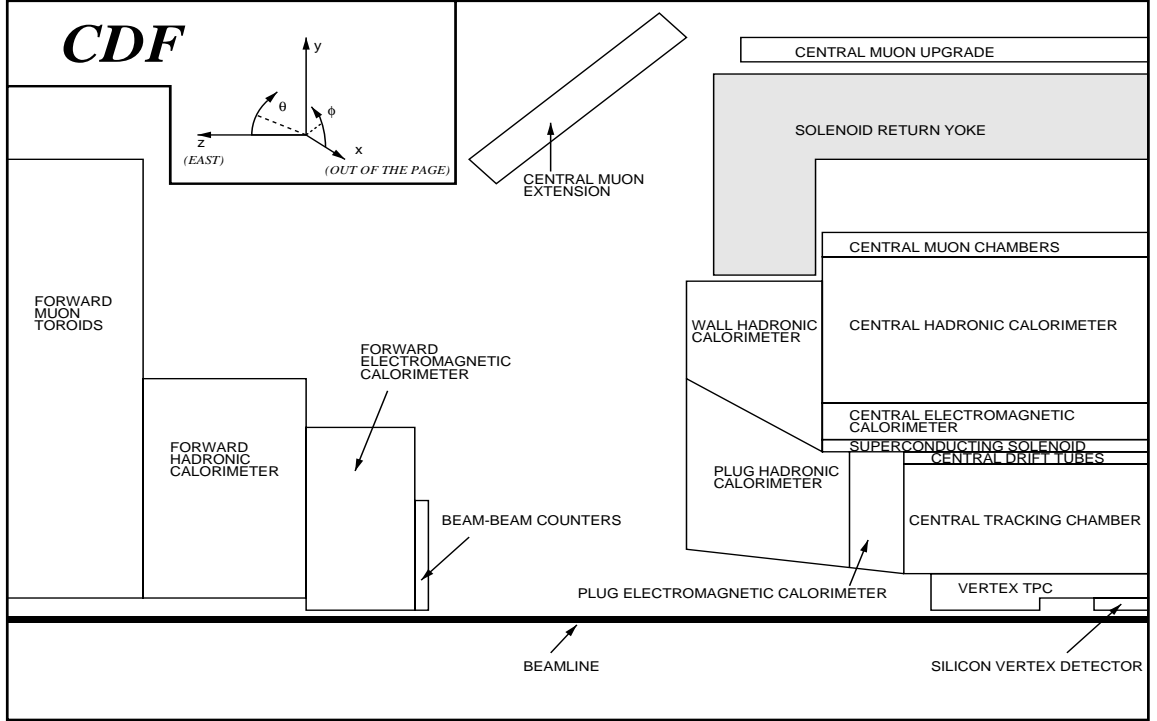 CDF
y
θ
ϕ
z
(EAST)
x
(OUT OF THE PAGE)
CENTRAL MUON UPGRADE
SOLENOID RETURN YOKE
CENTRAL MUON
EXTENSION
CENTRAL MUON CHAMBERS
FORWARD
MUON
TOROIDS
WALL HADRONIC
CALORIMETER
CENTRAL HADRONIC CALORIMETER
FORWARD
ELECTROMAGNETIC
CALORIMETER
CENTRAL ELECTROMAGNETIC
CALORIMETER
SUPERCONDUCTING SOLENOID
CENTRAL DRIFT TUBES
FORWARD
HADRONIC
CALORIMETER
PLUG HADRONIC
CALORIMETER
BEAM-BEAM COUNTERS
CENTRAL TRACKING CHAMBER
PLUG ELECTROMAGNETIC CALORIMETER
VERTEX TPC
BEAMLINE
SILICON VERTEX DETECTOR